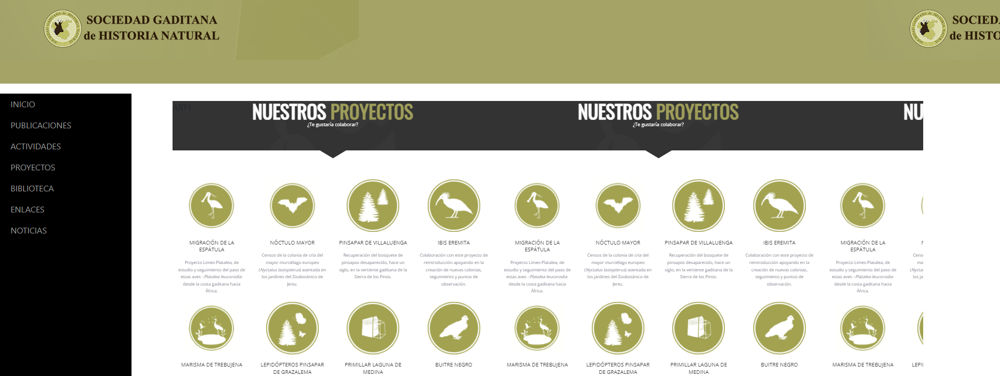 SOCIEDAD GADITANA
de HISTORIA NATURAL
SOCIEDAD GADITANA de HISTORIA NATURAL
SOCIED
de HISTO
INICIO
PUBLICACIONES
ACTIVIDADES
PROYECTOS
BIBLIOTECA
ENLACES
NOTICIAS
ART1
NUESTROS PROYECTOS
¿Te gustaría colaborar?
NUESTROS PROYECTOS
¿Te gustaría colaborar?
NU
MIGRACIÓN DE LA
ESPÁTULA
Proyecto Limes-Platalea, de
estudio y seguimiento del paso de
estas aves –Platalea leucorodia-
desde la costa gaditana hacia
África.
NÓCTULO MAYOR
Censos de la colonia de cría del
mayor murciélago europeo
(Nyctalus lasiopterus) asentada en
los jardines del Zoobotánico de
Jerez.
PINSAPAR DE VILLALUENGA
Recuperación del bosquete de
pinsapos desaparecido, hace un
siglo, en la vertiente gaditana de la
Sierra de los Pinos.
IBIS EREMITA
Colaboración con este proyecto de
reintroducción apoyando en la
creación de nuevas colonias,
seguimiento y puntos de
observación.
MIGRACIÓN DE LA
ESPÁTULA
Proyecto Limes-Platalea, de
estudio y seguimiento del paso de
estas aves –Platalea leucorodia-
desde la costa gaditana hacia
África.
NÓCTULO MAYOR
Censos de la colonia de cría del
mayor murciélago europeo
(Nyctalus lasiopterus) asentada en
los jardines del Zoobotánico de
Jerez.
PINSAPAR DE VILLALUENGA
Recuperación del bosquete de
pinsapos desaparecido, hace un
siglo, en la vertiente gaditana de la
Sierra de los Pinos.
IBIS EREMITA
Colaboración con este proyecto de
reintroducción apoyando en la
creación de nuevas colonias,
seguimiento y puntos de
observación.
MIGRACIÓN DE LA
ESPÁTULA
Proyecto Limes-Platalea, de
estudio y seguimiento del paso de
estas aves –Platalea leucorodia-
desde la costa gaditana hacia
África.
Cens
ma
(Nycta
los ja
MARISMA DE TREBUJENA
LEPIDÓPTEROS PINSAPAR
DE GRAZALEMA
PRIMILLAR LAGUNA DE
MEDINA
BUITRE NEGRO
MARISMA DE TREBUJENA
LEPIDÓPTEROS PINSAPAR
DE GRAZALEMA
PRIMILLAR LAGUNA DE
MEDINA
BUITRE NEGRO
MARISMA DE TREBUJENA
LEPI